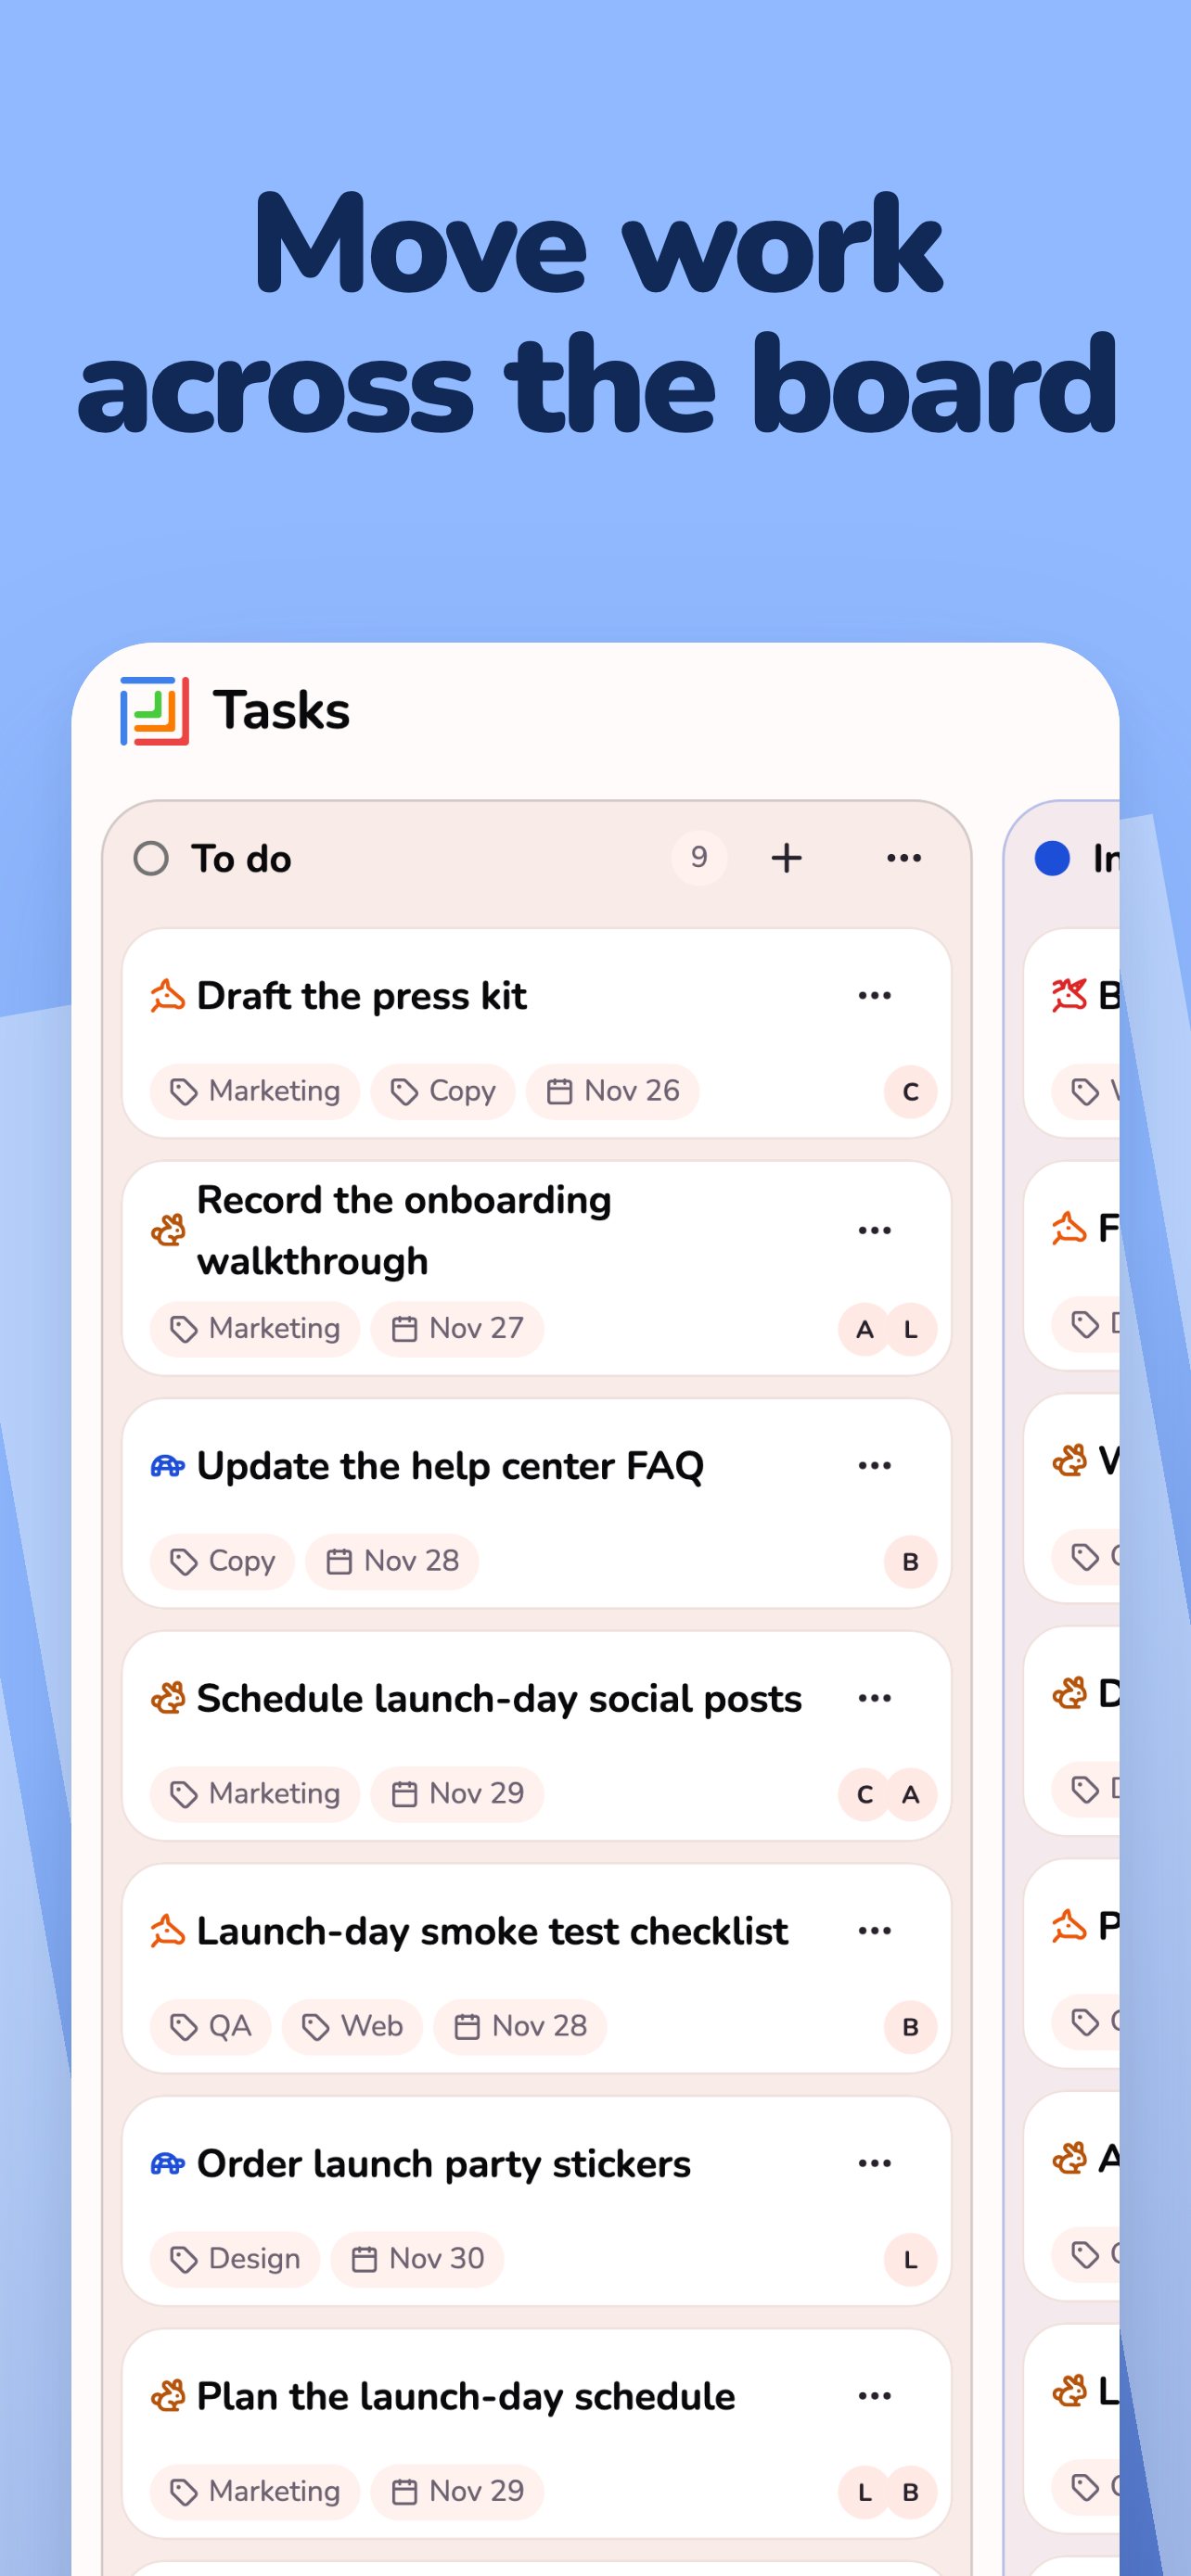 Move work
across the board
Tasks
To do
9
Draft the press kit
Marketing
Copy
Nov 26
C
Record the onboarding
walkthrough
Marketing
Nov 27
A
L
Update the help center FAQ
Copy
Nov 28
B
Schedule launch-day social posts
Marketing
Nov 29
C
A
Launch-day smoke test checklist
QA
Web
Nov 28
B
Order launch party stickers
Design
Nov 30
L
Plan the launch-day schedule
Marketing
Nov 29
L
B
In
B
F
W
D
P
A
L